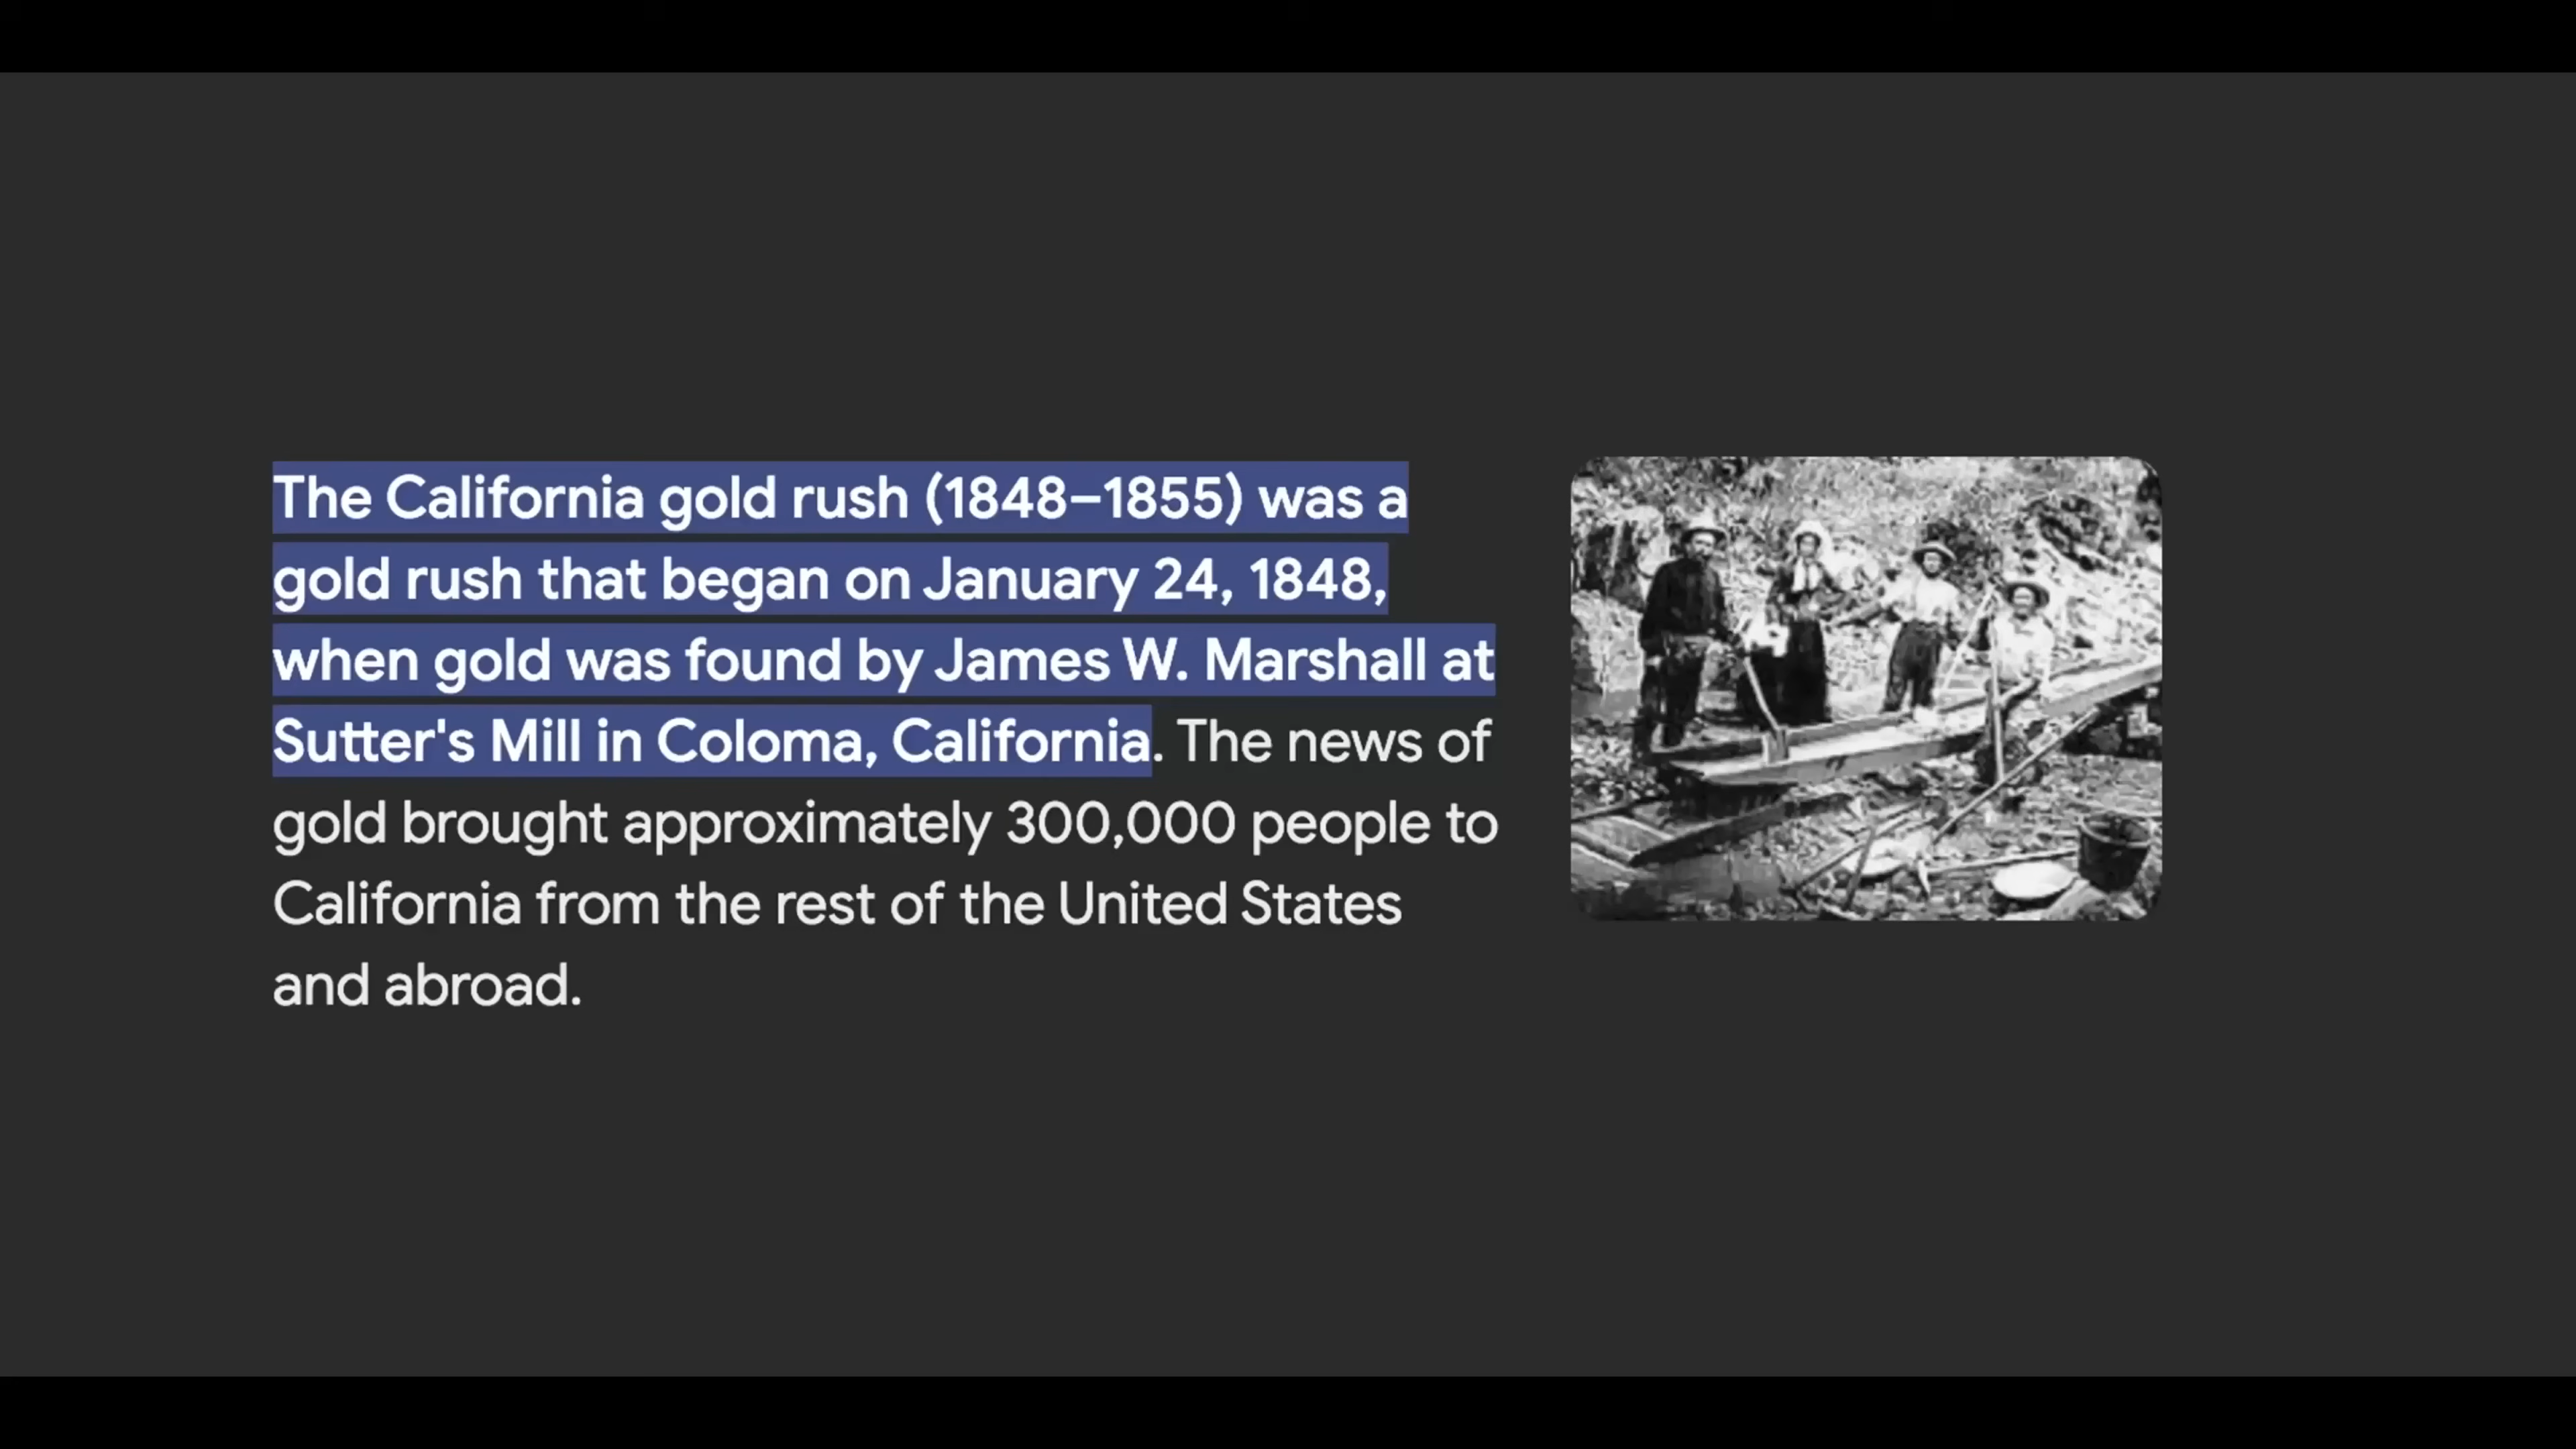 The California gold rush (1848–1855) was a
gold rush that began on January 24, 1848,
when gold was found by James W. Marshall at
Sutter's Mill in Coloma, California. The news of
gold brought approximately 300,000 people to
California from the rest of the United States
and abroad.